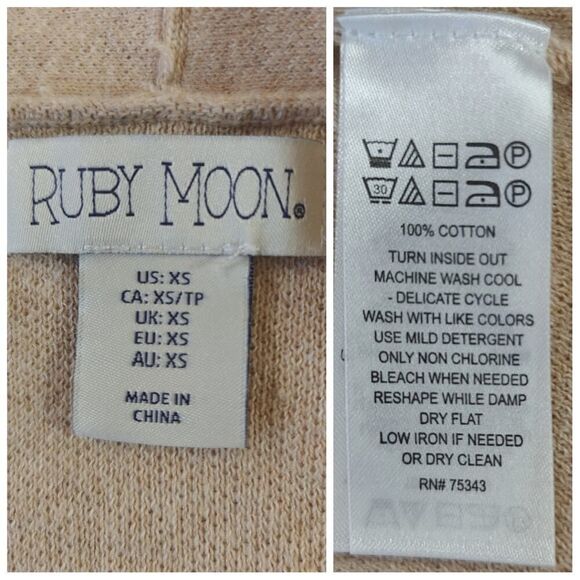 RUBY MOON®
US: XS
CA: XS/TP
UK: XS
EU: XS
AU: XS
MADE IN
CHINA
P
30 P
100% COTTON
TURN INSIDE OUT
MACHINE WASH COOL
- DELICATE CYCLE
WASH WITH LIKE COLORS
USE MILD DETERGENT
ONLY NON CHLORINE
BLEACH WHEN NEEDED
RESHAPE WHILE DAMP
DRY FLAT
LOW IRON IF NEEDED
OR DRY CLEAN
RN# 75343